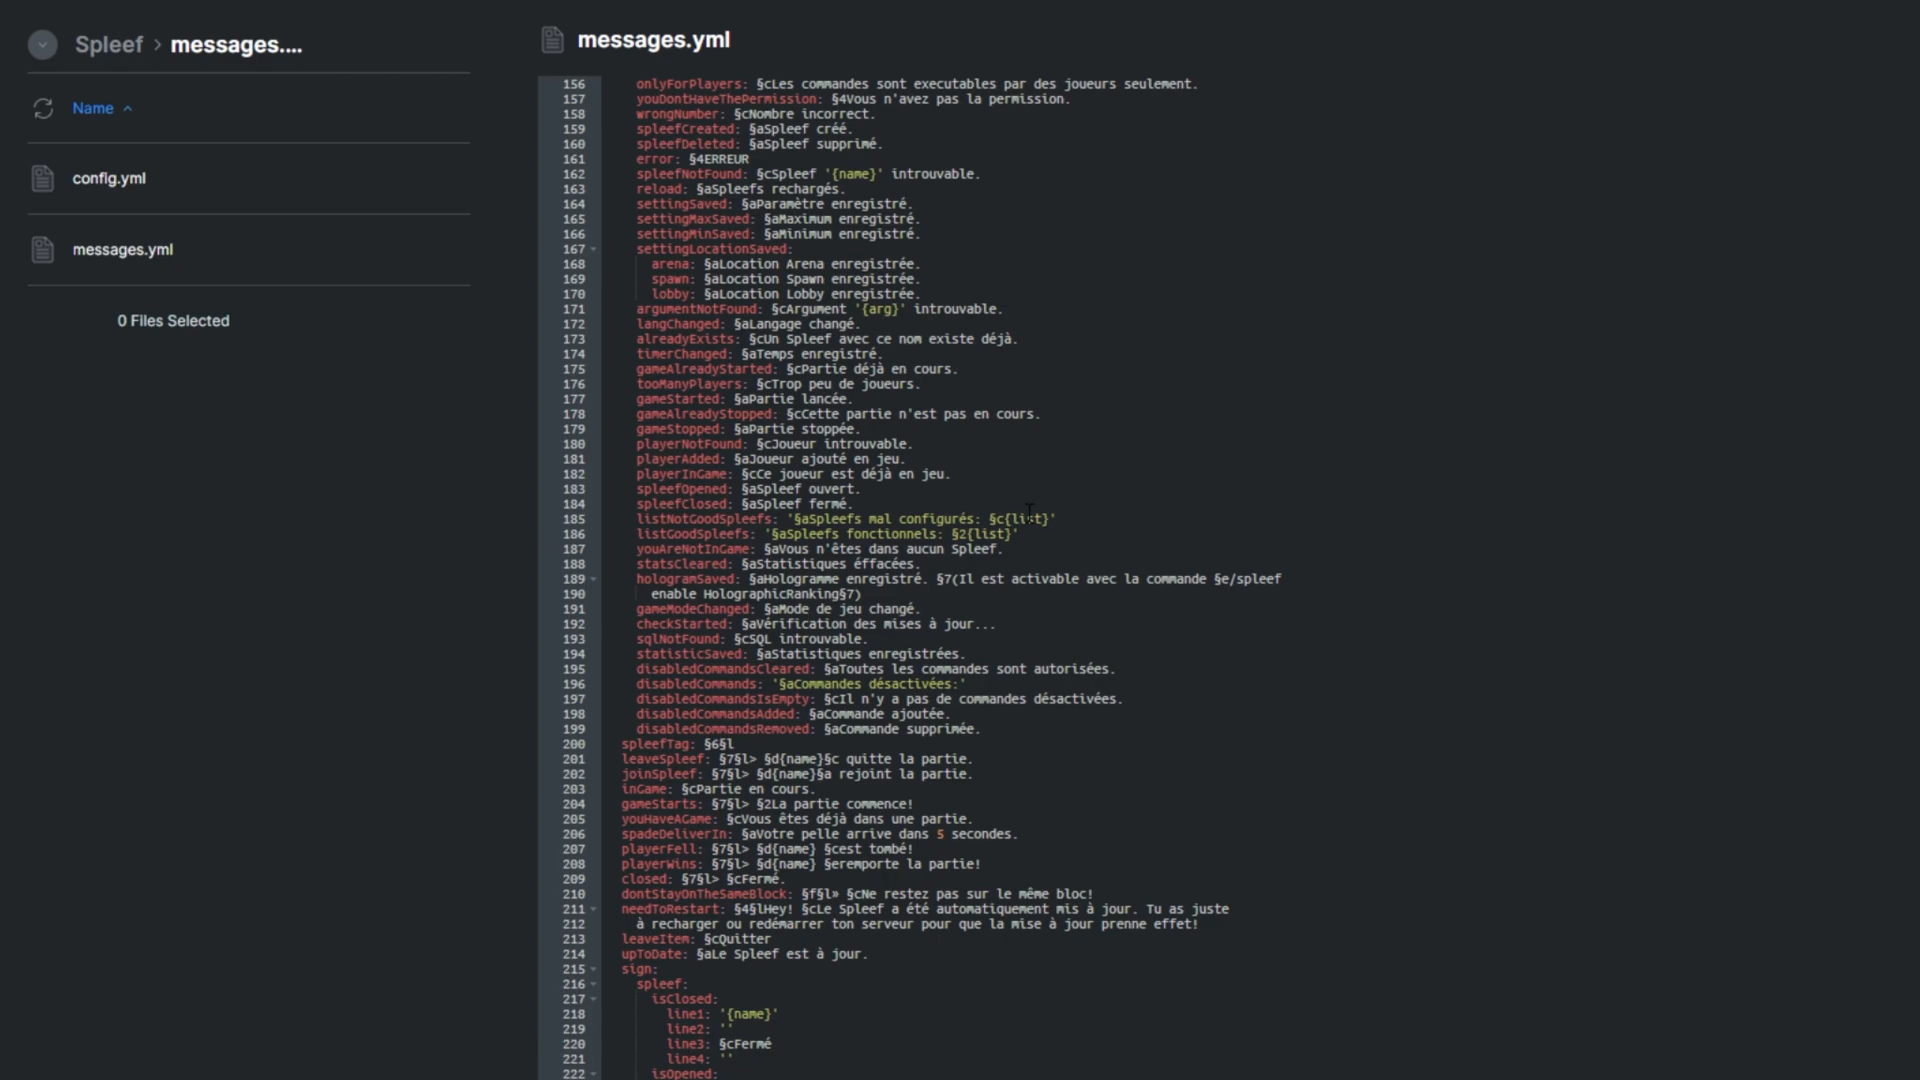 Spleef > messages....
Name
config.yml
messages.yml
0 Files Selected
messages.yml
156 onlyForPlayers: §cLes commandes sont executables par des joueurs seulement.
157 youDontHaveThePermission: §4Vous n'avez pas la permission.
158 wrongNumber: §cNombre incorrect.
159 spleefCreated: §aSpleef créé.
160 spleefDeleted: §aSpleef supprimé.
161 error: §4ERREUR
162 spleefNotFound: §cSpleef '{name}' introuvable.
163 reload: §aSpleefs rechargés.
164 settingSaved: §aParamètre enregistré.
165 settingMaxSaved: §aMaximum enregistré.
166 settingMinSaved: §aMinimum enregistré.
167 settingLocationSaved:
168 arena: §aLocation Arena enregistrée.
169 spawn: §aLocation Spawn enregistrée.
170 lobby: §aLocation Lobby enregistrée.
171 argumentNotFound: §cArgument '{arg}' introuvable.
172 langChanged: §aLangage changé.
173 alreadyExists: §cUn Spleef avec ce nom existe déjà.
174 timerChanged: §aTemps enregistré.
175 gameAlreadyStarted: §cPartie déjà en cours.
176 tooManyPlayers: §cTrop peu de joueurs.
177 gameStarted: §aPartie lancée.
178 gameAlreadyStopped: §cCette partie n'est pas en cours.
179 gameStopped: §aPartie stoppée.
180 playerNotFound: §cJoueur introuvable.
181 playerAdded: §aJoueur ajouté en jeu.
182 playerInGame: §cCe joueur est déjà en jeu.
183 spleefOpened: §aSpleef ouvert.
184 spleefClosed: §aSpleef fermé.
185 listNotGoodSpleefs: '§aSpleefs mal configurés: §c{list}'
186 listGoodSpleefs: '§aSpleefs fonctionnels: §2{list}'
187 youAreNotInGame: §aVous n'êtes dans aucun Spleef.
188 statsCleared: §aStatistiques éffacées.
189 hologramSaved: §aHologramme enregistré. §7(Il est activable avec la commande §e/spleef
190 enable HolographicRanking§7)
191 gameModeChanged: §aMode de jeu changé.
192 checkStarted: §aVérification des mises à jour...
193 sqlNotFound: §cSQL introuvable.
194 statisticSaved: §aStatistiques enregistrées.
195 disabledCommandsCleared: §aToutes les commandes sont autorisées.
196 disabledCommands: '§aCommandes désactivées:'
197 disabledCommandsIsEmpty: §cIl n'y a pas de commandes désactivées.
198 disabledCommandsAdded: §aCommande ajoutée.
199 disabledCommandsRemoved: §aCommande supprimée.
200 spleefTag: §6§l
201 leaveSpleef: §7§l> §d{name}§c quitte la partie.
202 joinSpleef: §7§l> §d{name}§a rejoint la partie.
203 inGame: §cPartie en cours.
204 gameStarts: §7§l> §2La partie commence!
205 youHaveAGame: §cVous êtes déjà dans une partie.
206 spadeDeliverIn: §aVotre pelle arrive dans 5 secondes.
207 playerFell: §7§l> §d{name} §cest tombé!
208 playerWins: §7§l> §d{name} §eremporte la partie!
209 closed: §7§l> §cFermé.
210 dontStayOnTheSameBlock: §f§l» §cNe restez pas sur le même bloc!
211 needToRestart: §4§lHey! §cLe Spleef a été automatiquement mis à jour. Tu as juste
212 à recharger ou redémarrer ton serveur pour que la mise à jour prenne effet!
213 leaveItem: §cQuitter
214 upToDate: §aLe Spleef est à jour.
215 sign:
216 spleef:
217 isClosed:
218 line1: '{name}'
219 line2: ''
220 line3: §cFermé
221 line4: ''
222 isOpened: